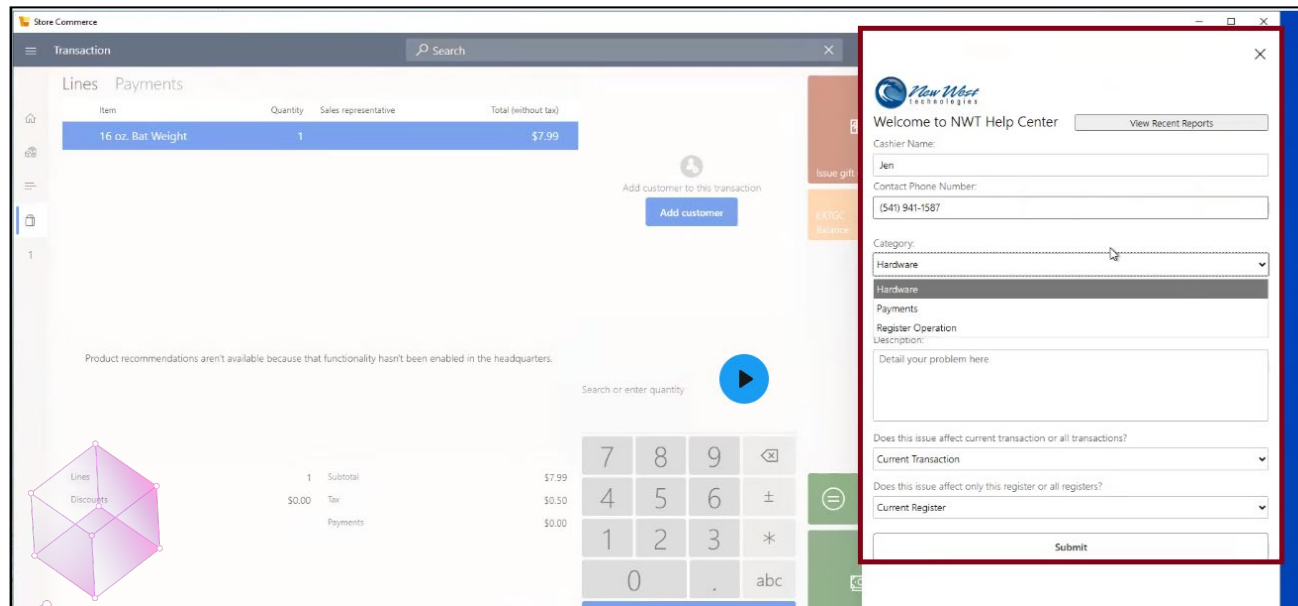 Store Commerce
Transaction
Search
Lines Payments
Item Quantity Sales representative Total (without tax)
16 oz. Bat Weight 1 $7.99
Add customer to this transaction
Add customer
1
Product recommendations aren't available because that functionality hasn't been enabled in the headquarters.
Search or enter quantity
Lines 1 Subtotal $7.99
Discounts $0.00 Tax $0.50
Payments $0.00
7 8 9
4 5 6 ±
1 2 3 *
0 . abc
Issue gift
EXTGC
Balance
New West
technologies
Welcome to NWT Help Center View Recent Reports
Cashier Name:
Jen
Contact Phone Number:
(541) 941-1587
Category:
Hardware
Hardware
Payments
Register Operation
Description:
Detail your problem here
Does this issue affect current transaction or all transactions?
Current Transaction
Does this issue affect only this register or all registers?
Current Register
Submit